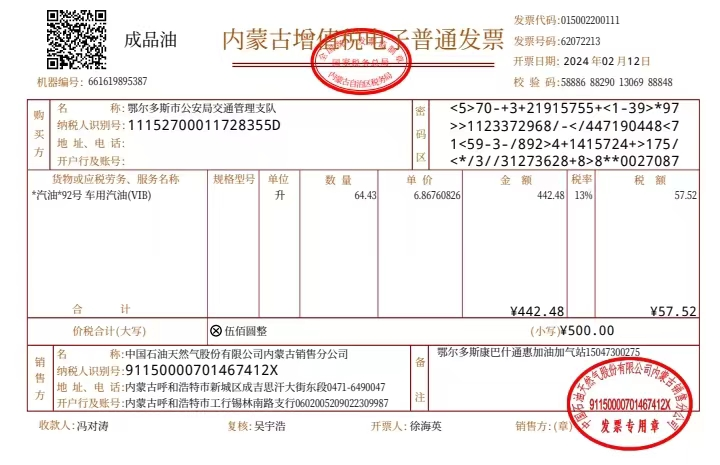 成品油
内蒙古增值税电子普通发票
全国统一发票监制章
国家税务总局
内蒙古自治区税务局
发票代码:015002200111
发票号码:62072213
开票日期: 2024年02月12日
校 验 码: 58886 88290 13069 88848
机器编号: 661619895387
购买方
名 称: 鄂尔多斯市公安局交通管理支队
纳税人识别号: 11152700011728355D
地 址、电 话:
开户行及账号:
密码区
<5>70-+3+21915755+<1-39>*97
>>1123372968/-</447190448<7
1<59-3-/892>4+1415724+>175/
<*/3//31273628+8>8**0027087
货物或应税劳务、服务名称 规格型号 单位 数 量 单 价 金 额 税率 税 额
*汽油*92号 车用汽油(VIB) 升 64.43 6.86760826 442.48 13% 57.52
合 计 ¥442.48 ¥57.52
价税合计(大写) ⊗伍佰圆整 (小写)¥500.00
销售方
名 称:中国石油天然气股份有限公司内蒙古销售分公司
纳税人识别号:91150000701467412X
地 址、电 话:内蒙古呼和浩特市新城区成吉思汗大街东段0471-6490047
开户行及账号:内蒙古呼和浩特市工行锡林南路支行0602005209022309987
备注
鄂尔多斯康巴什通惠加油加气站15047300275
中国石油天然气股份有限公司内蒙古销售分公司
91150000701467412X
发票专用章
收款人: 冯对涛 复核: 吴宇浩 开票人: 徐海英 销售方: (章)